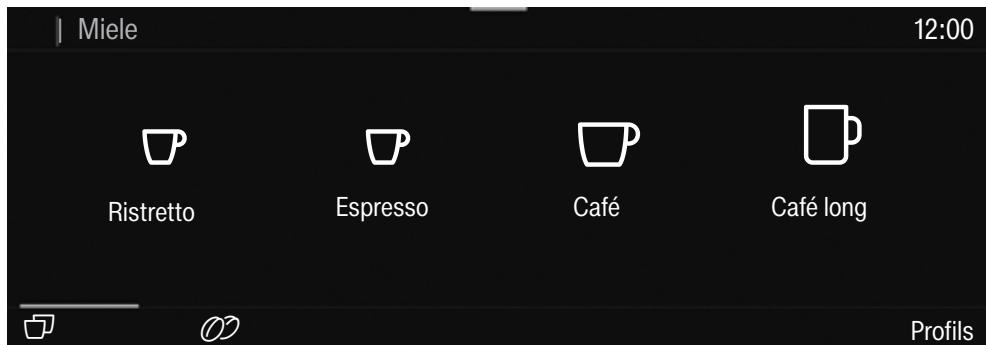 Miele
12:00
Ristretto
Espresso
Café
Café long
Profils